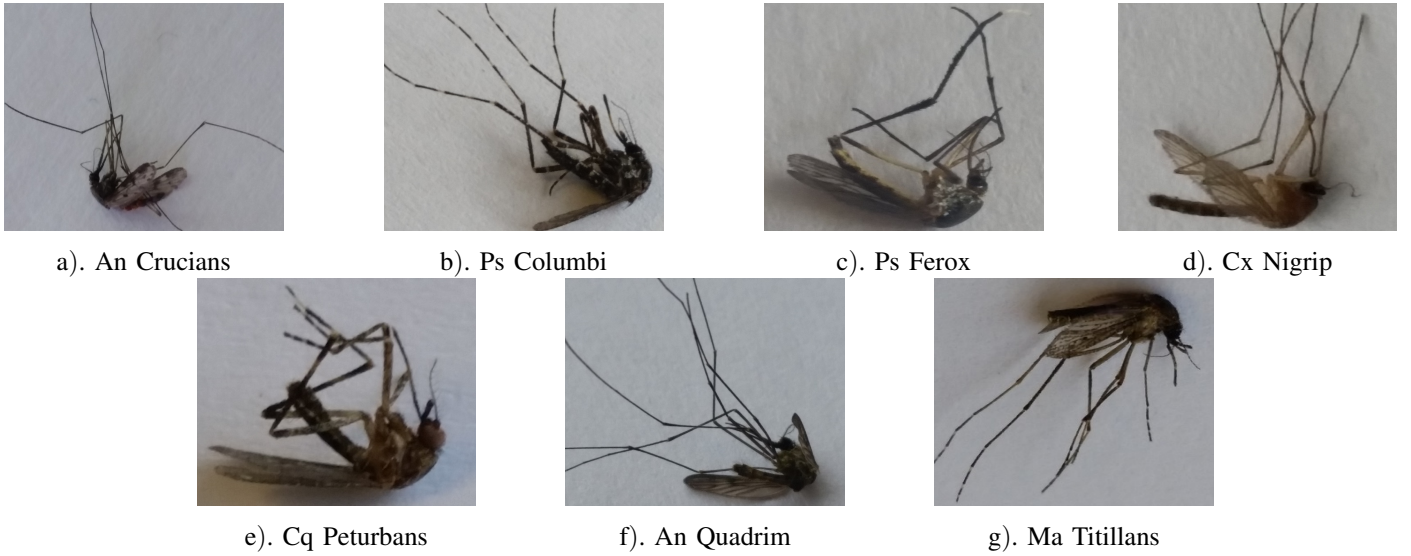 a). An Crucians
b). Ps Columbi
c). Ps Ferox
d). Cx Nigrip
e). Cq Peturbans
f). An Quadrim
g). Ma Titillans